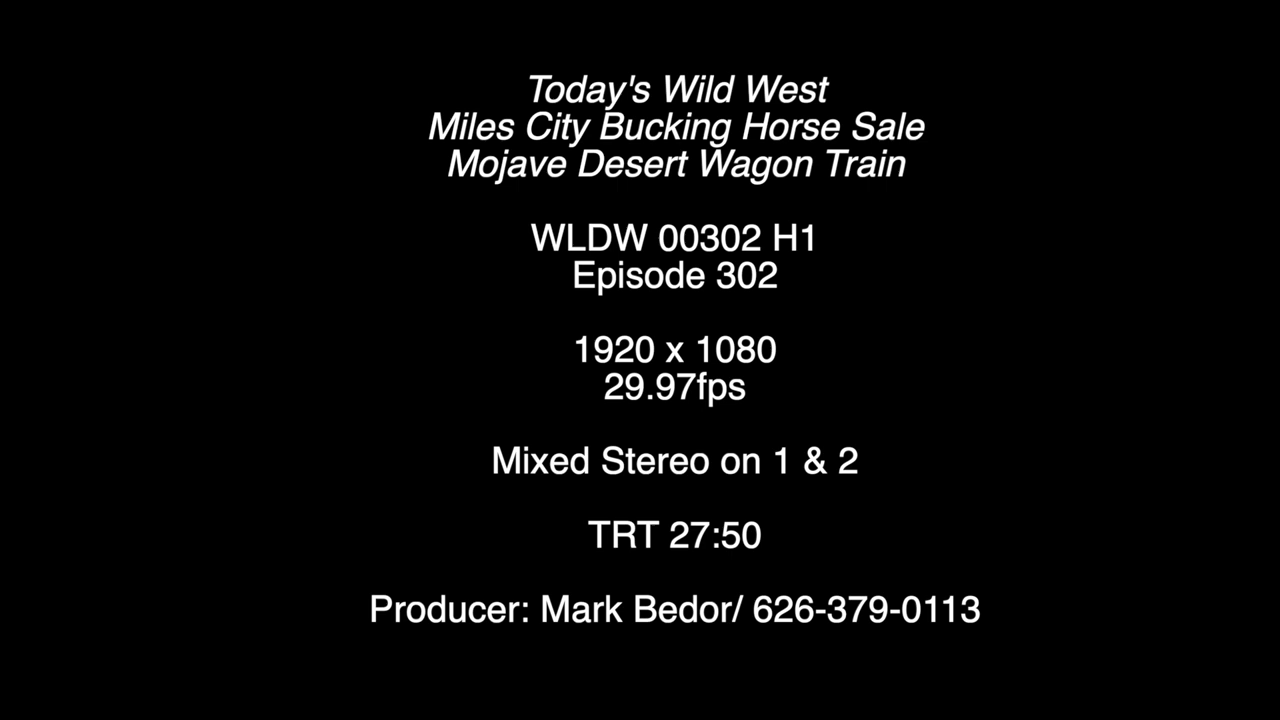 Today's Wild West
Miles City Bucking Horse Sale
Mojave Desert Wagon Train
WLDW 00302 H1
Episode 302
1920 x 1080
29.97fps
Mixed Stereo on 1 & 2
TRT 27:50
Producer: Mark Bedor/ 626-379-0113